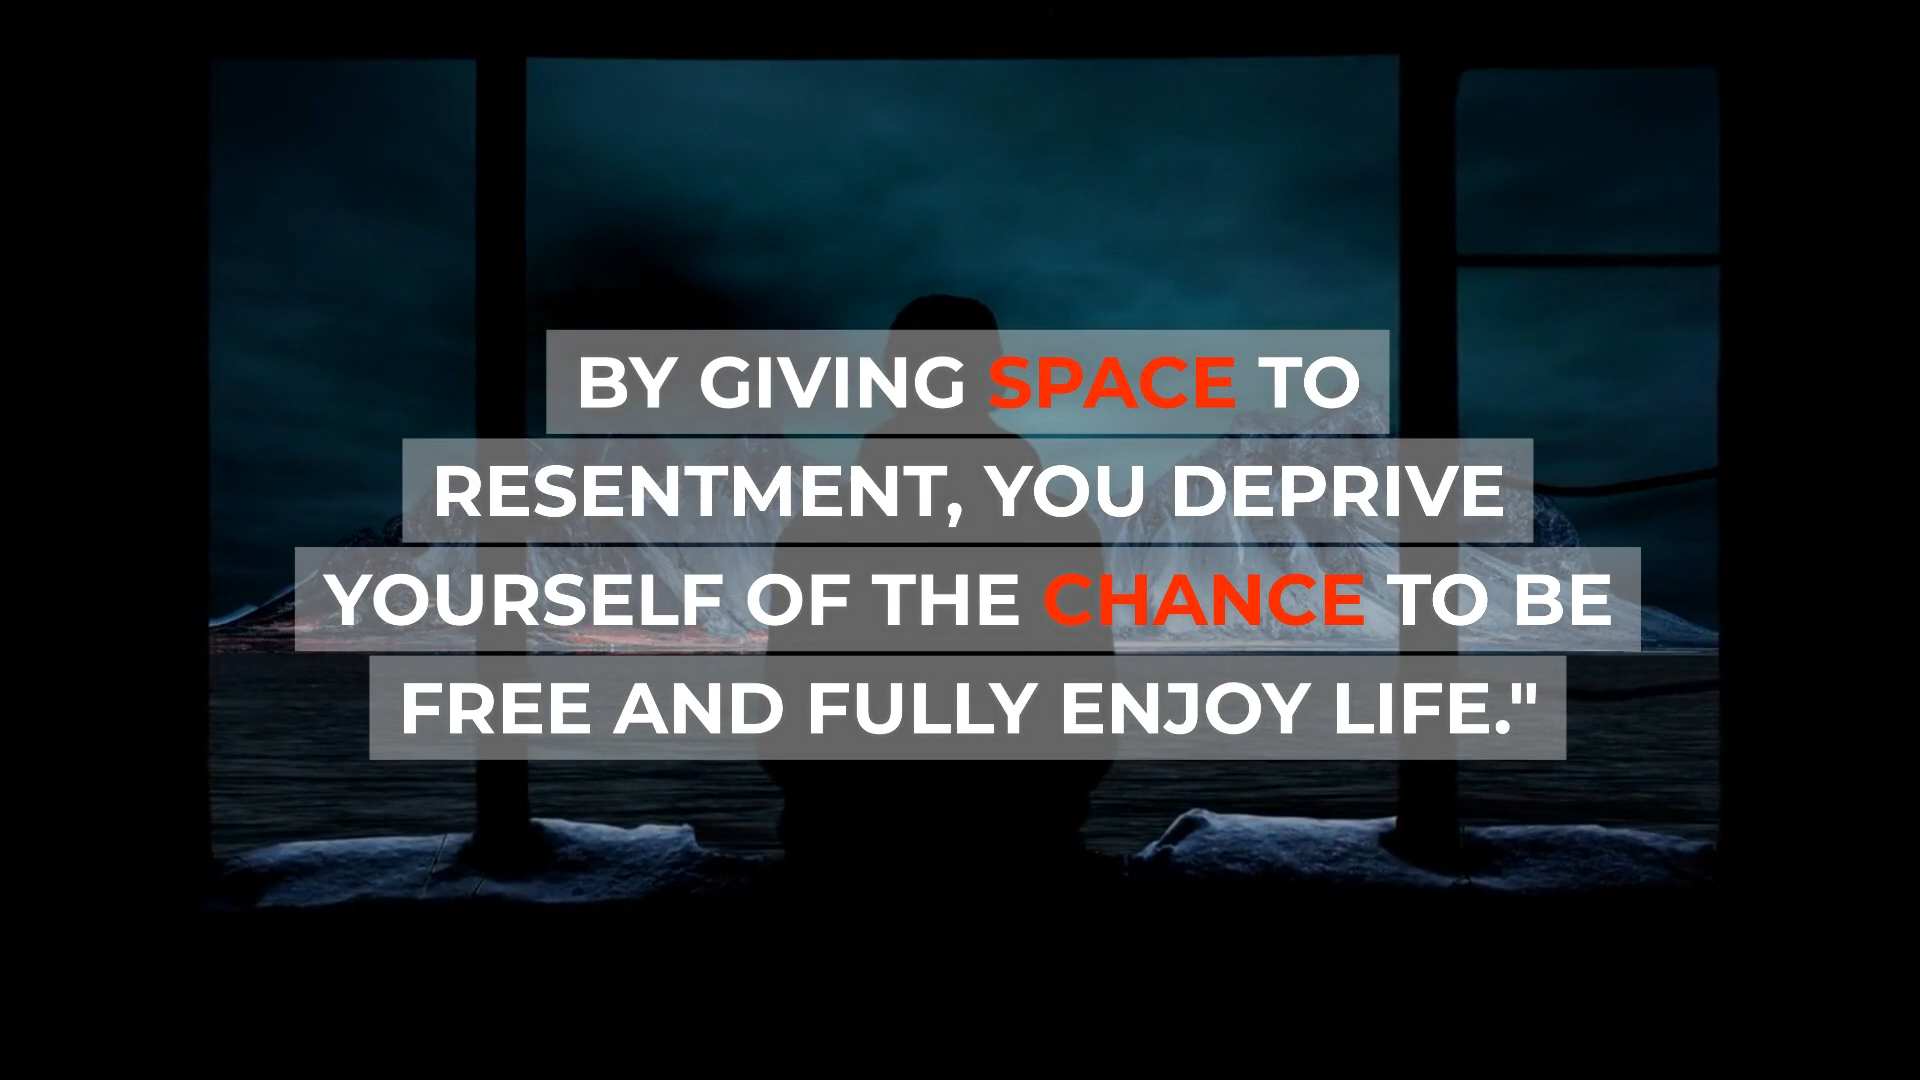 BY GIVING SPACE TO
RESENTMENT, YOU DEPRIVE
YOURSELF OF THE CHANCE TO BE
FREE AND FULLY ENJOY LIFE."